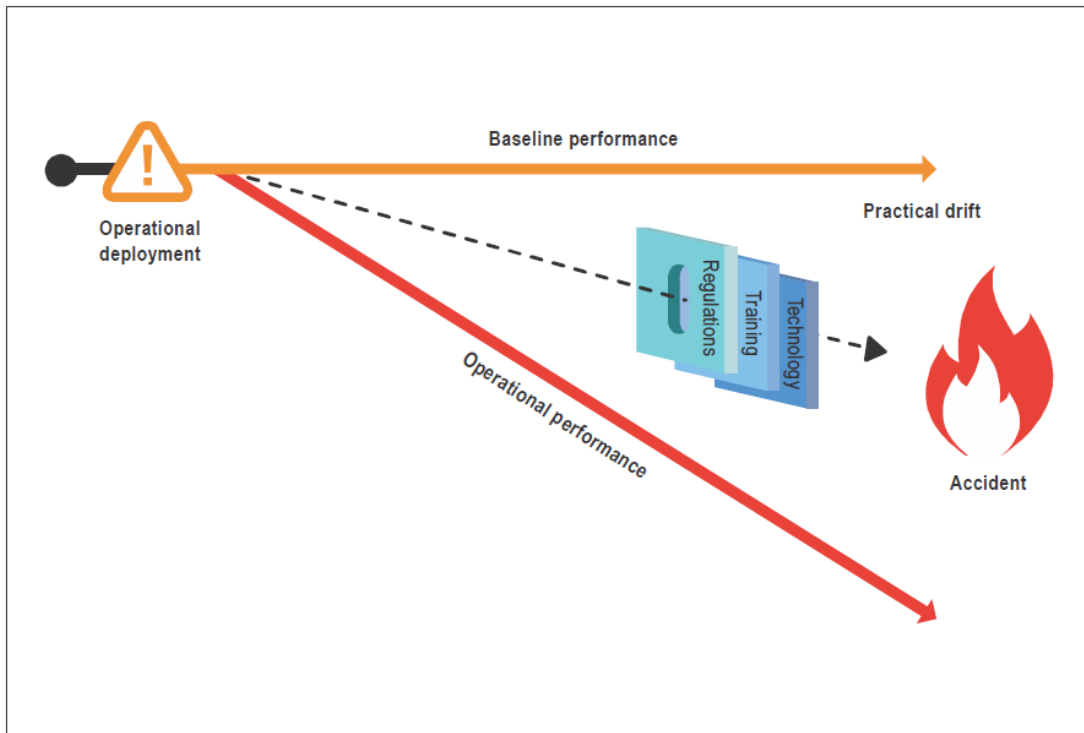 Baseline performance
Practical drift
Operational
deployment
Regulations
Training
Technology
Operational performance
Accident